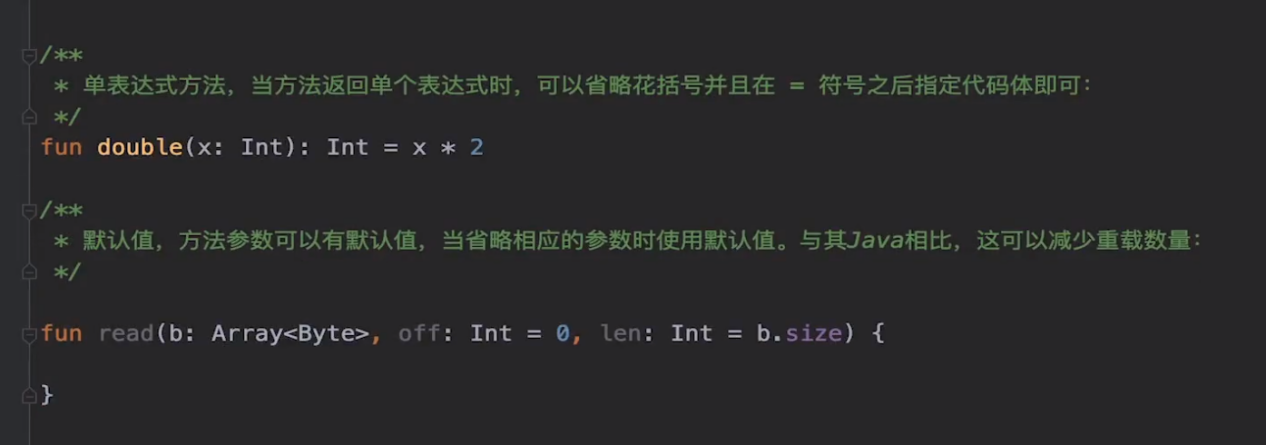 /**
 * 单表达式方法，当方法返回单个表达式时，可以省略花括号并且在 = 符号之后指定代码体即可：
 */
fun double(x: Int): Int = x * 2
/**
 * 默认值，方法参数可以有默认值，当省略相应的参数时使用默认值。与其Java相比，这可以减少重载数量：
 */
fun read(b: Array<Byte>, off: Int = 0, len: Int = b.size) {
}